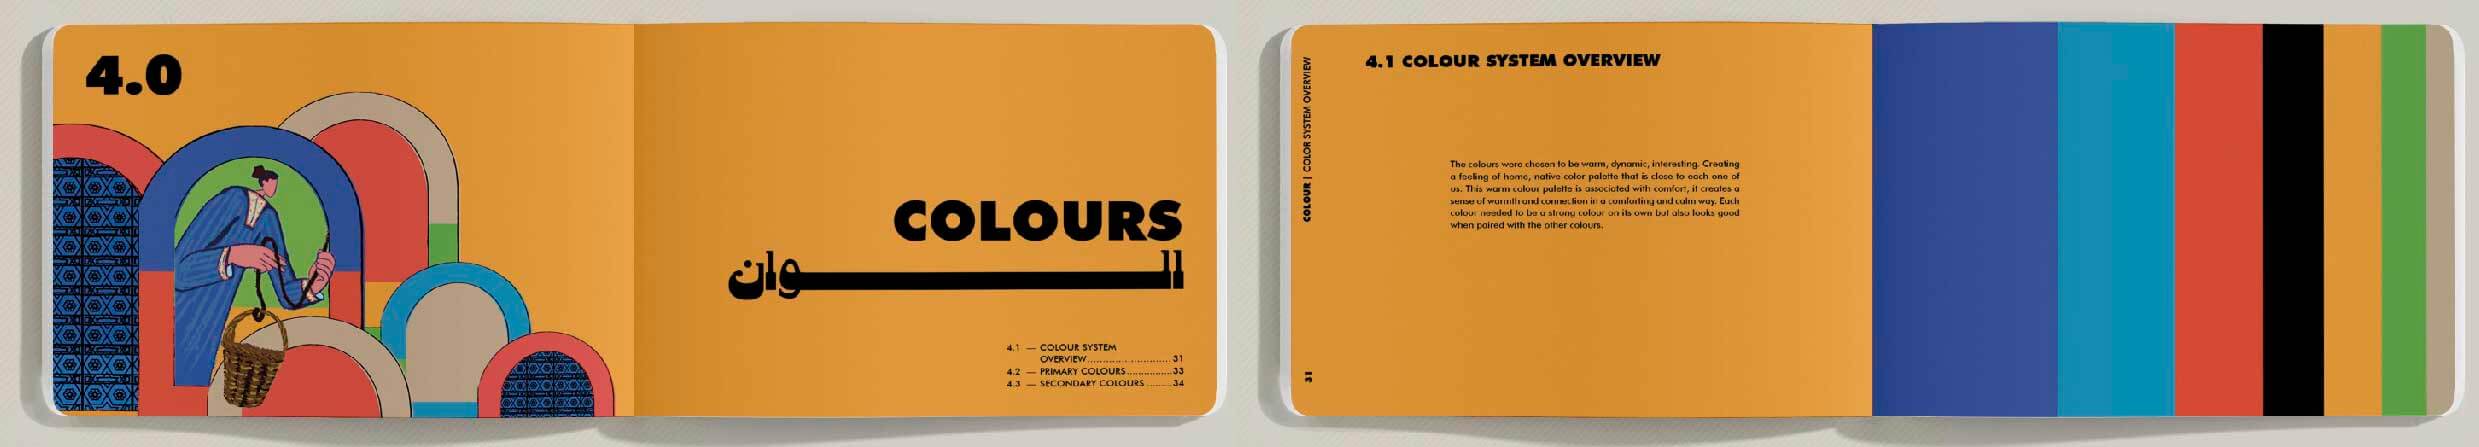 4.0
COLOURS
الـــوان
4.1 — COLOUR SYSTEM
OVERVIEW............................31
4.2 — PRIMARY COLOURS................33
4.3 — SECONDARY COLOURS.........34
COLOUR | COLOR SYSTEM OVERVIEW
31
4.1 COLOUR SYSTEM OVERVIEW
The colours were chosen to be warm, dynamic, interesting. Creating
a feeling of home, native color palette that is close to each one of
us. This warm colour palette is associated with comfort, it creates a
sense of warmth and connection in a comforting and calm way. Each
colour needed to be a strong colour on its own but also looks good
when paired with the other colours.